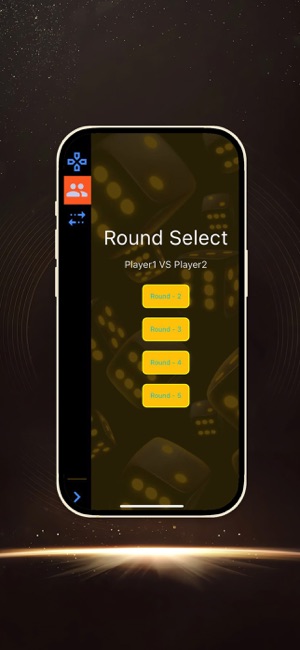 Round Select
Player1 VS Player2
Round - 2
Round - 3
Round - 4
Round - 5